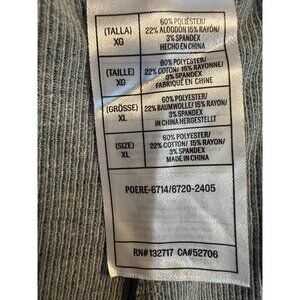 (TALLA)
XG
60% POLIÉSTER/
22% ALGODÓN 15% RAYÓN/
3% SPANDEX
HECHO EN CHINA
(TAILLE)
XG
60% POLYESTER/
22% COTON/ 15% RAYONNE/
3% SPANDEX
FABRIQUÉ EN CHINE
(GRÖSSE)
XL
60% POLYESTER/
22% BAUMWOLLE/ 15% RAYON/
3% SPANDEX
IN CHINA HERGESTELLT
(SIZE)
XL
60% POLYESTER/
22% COTTON/ 15% RAYON/
3% SPANDEX
MADE IN CHINA
POERE-6714/6720-2405
RN#132717 CA#52706